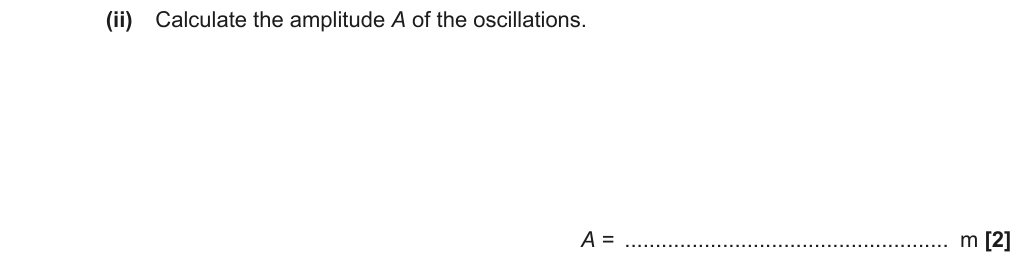 (ii) Calculate the amplitude A of the oscillations.
A = ..................................................... m [2]